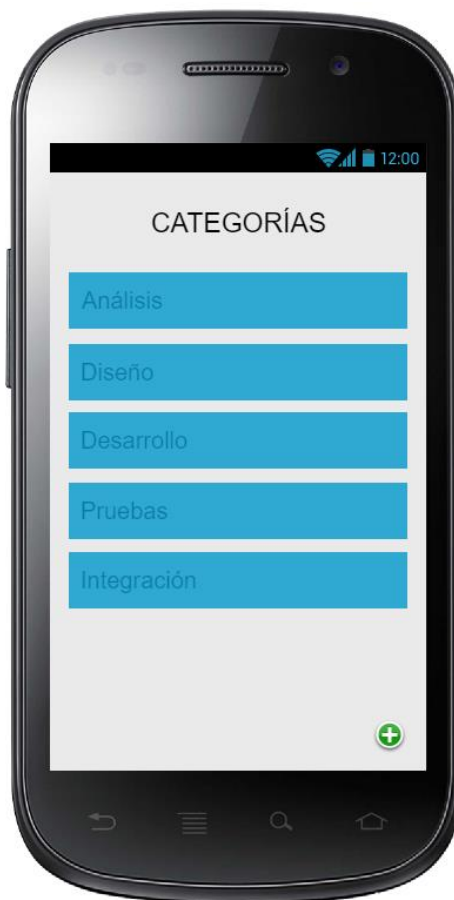 12:00
CATEGORÍAS
Análisis
Diseño
Desarrollo
Pruebas
Integración